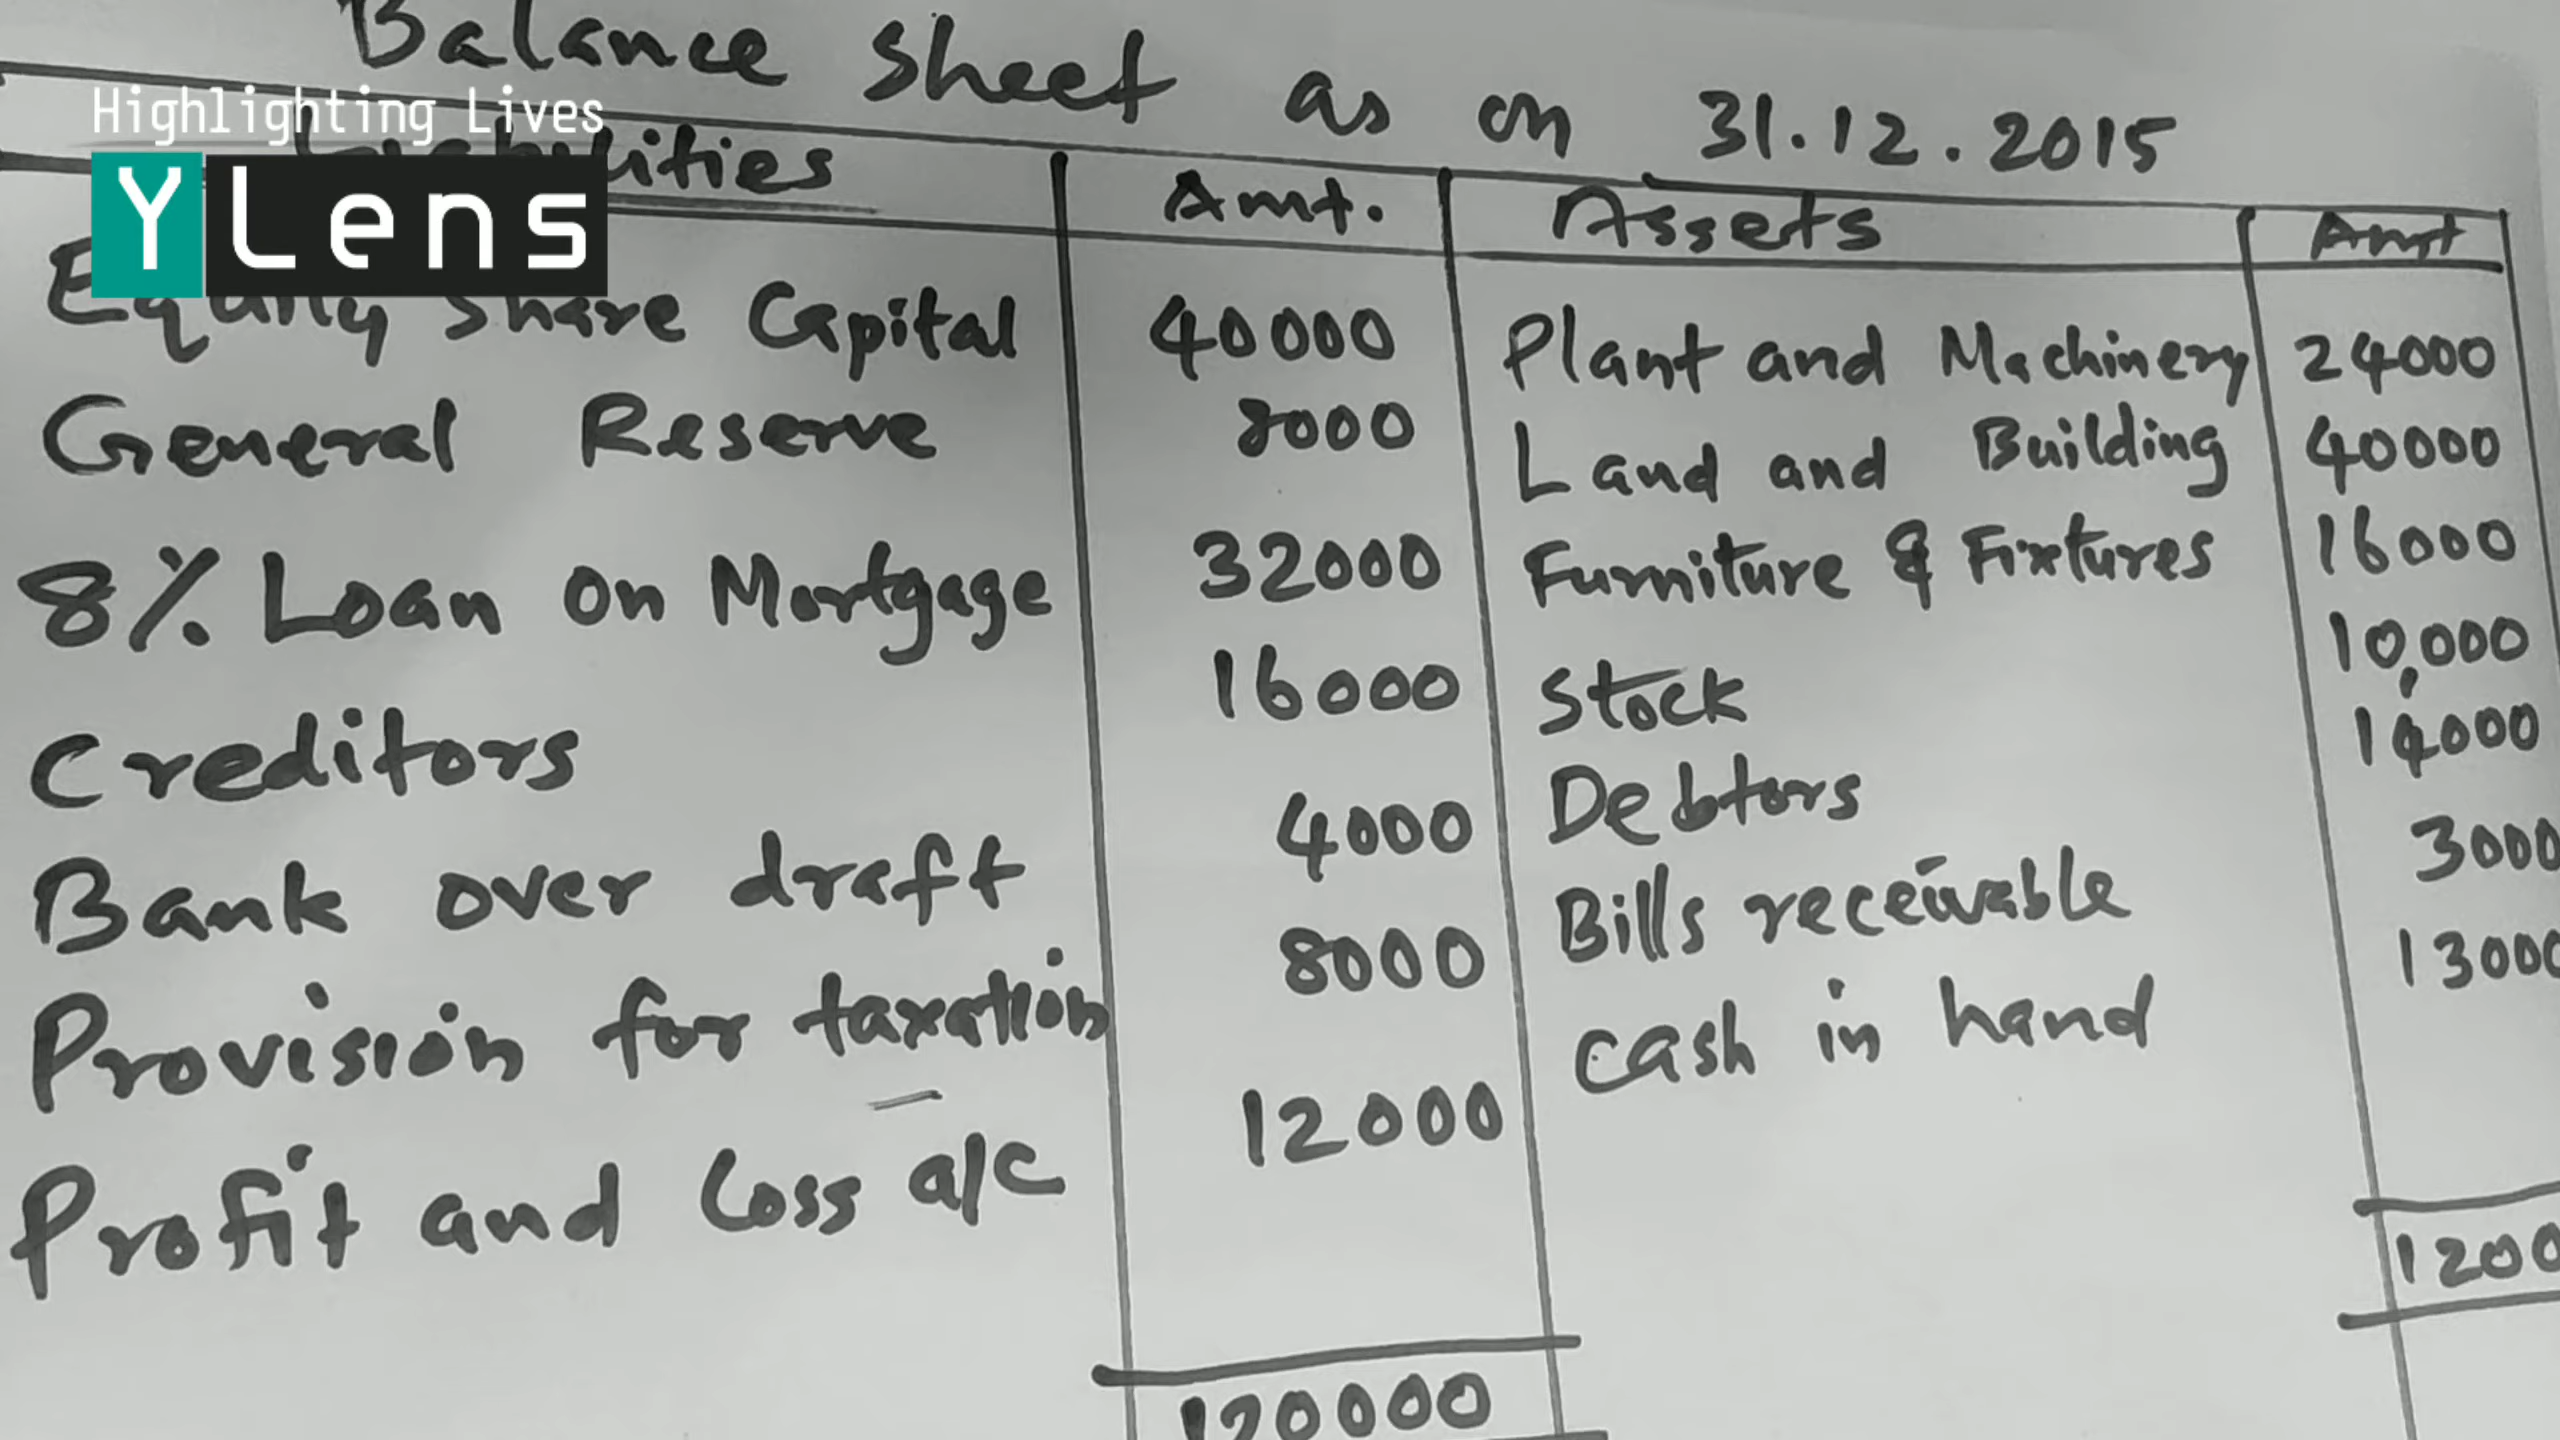 Balance Sheet as on 31.12.2015
Highlighting Lives
YLens
Liabilities Amt. Assets Amt
Equity Share Capital 40000 Plant and Machinery 24000
General Reserve 8000 Land and Building 40000
8% Loan on Mortgage 32000 Furniture & Fixtures 16000
Creditors 16000 Stock 10,000
Bank over draft 4000 Debtors 14000
Provision for taxation 8000 Bills receivable 3000
Profit and Loss a/c 12000 Cash in hand 13000
120000 1200